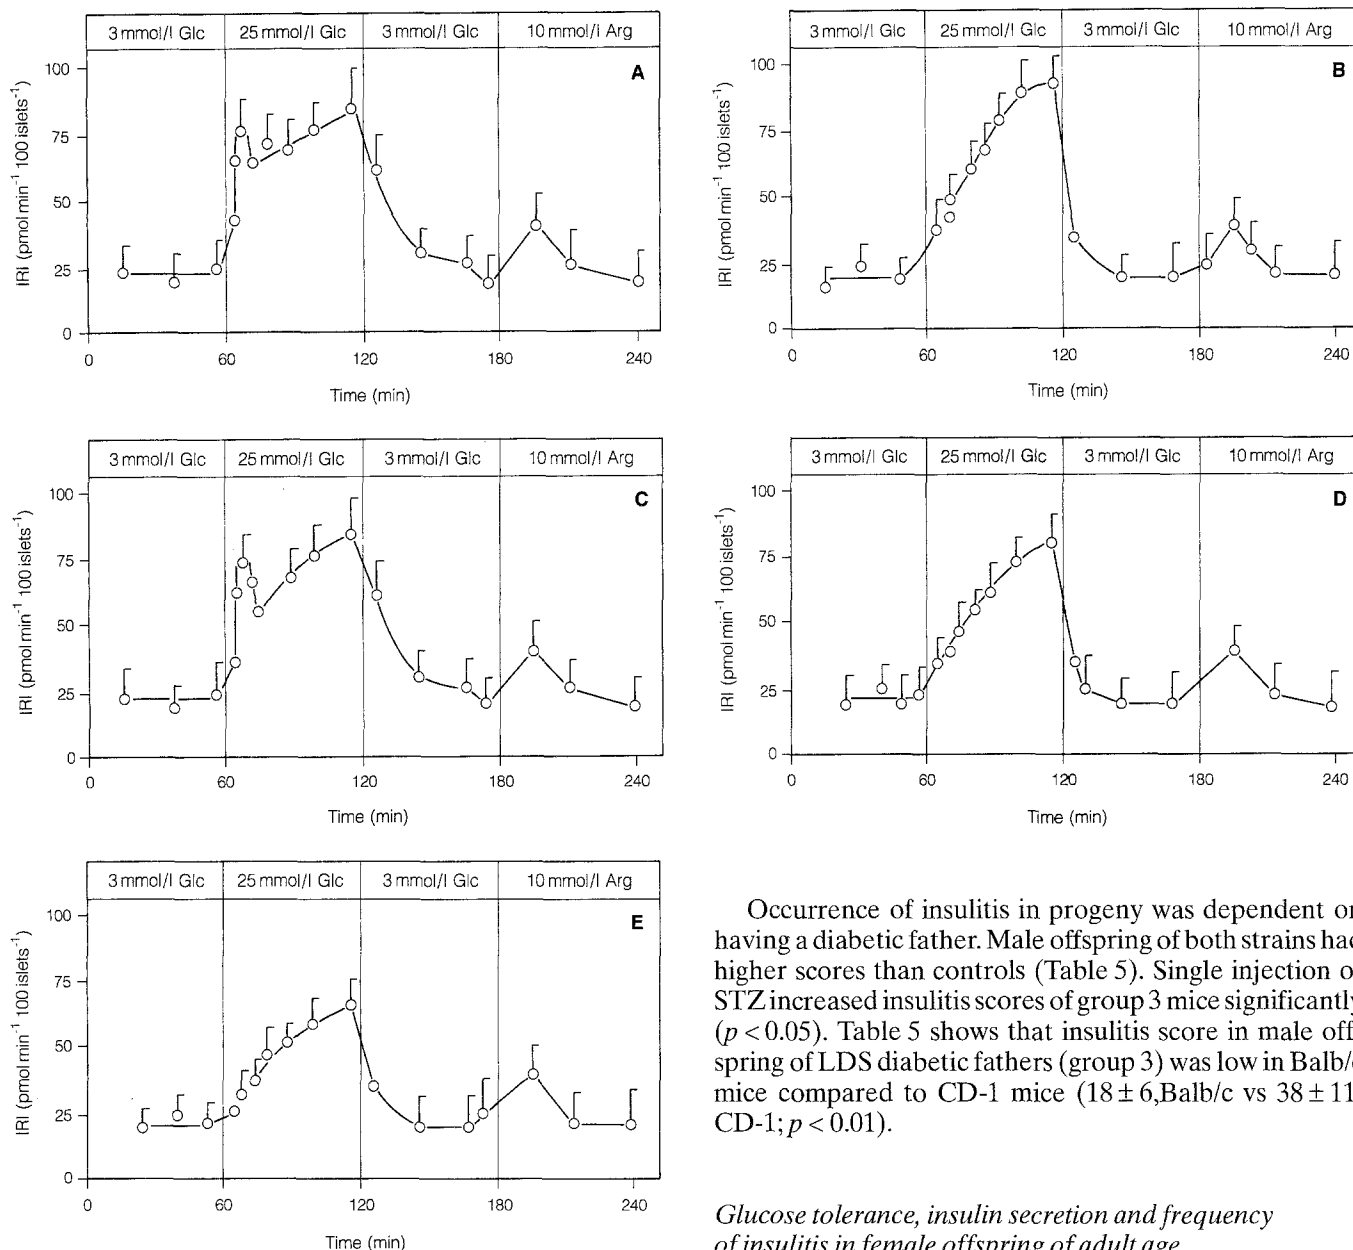 3 mmol/l Glc 25 mmol/l Glc 3 mmol/l Glc 10 mmol/l Arg
A
100
75
50
25
0
IRI (pmol min⁻¹ 100 islets⁻¹)
0 60 120 180 240
Time (min)
3 mmol/l Glc 25 mmol/l Glc 3 mmol/l Glc 10 mmol/l Arg
B
100
75
50
25
0
IRI (pmol min⁻¹ 100 islets⁻¹)
0 60 120 180 240
Time (min)
3 mmol/l Glc 25 mmol/l Glc 3 mmol/l Glc 10 mmol/l Arg
C
100
75
50
25
0
IRI (pmol min⁻¹ 100 islets⁻¹)
0 60 120 180 240
Time (min)
3 mmol/l Glc 25 mmol/l Glc 3 mmol/l Glc 10 mmol/l Arg
D
100
75
50
25
0
IRI (pmol min⁻¹ 100 islets⁻¹)
0 60 120 180 240
Time (min)
3 mmol/l Glc 25 mmol/l Glc 3 mmol/l Glc 10 mmol/l Arg
E
100
75
50
25
0
IRI (pmol min⁻¹ 100 islets⁻¹)
0 60 120 180 240
Time (min)
Occurrence of insulitis in progeny was dependent on
having a diabetic father. Male offspring of both strains had
higher scores than controls (Table 5). Single injection of
STZ increased insulitis scores of group 3 mice significantly
(p < 0.05). Table 5 shows that insulitis score in male off-
spring of LDS diabetic fathers (group 3) was low in Balb/c
mice compared to CD-1 mice (18 ± 6,Balb/c vs 38 ± 11
CD-1; p < 0.01).
Glucose tolerance, insulin secretion and frequency
of insulitis in female offspring of adult age